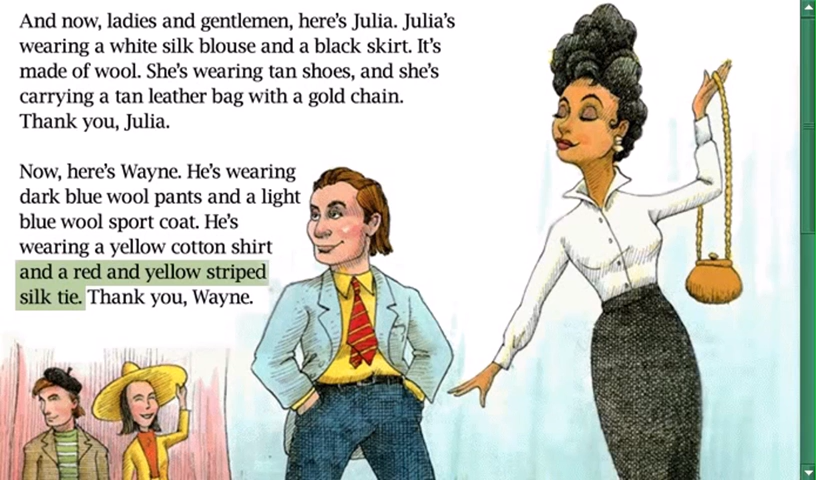 And now, ladies and gentlemen, here's Julia. Julia's
wearing a white silk blouse and a black skirt. It's
made of wool. She's wearing tan shoes, and she's
carrying a tan leather bag with a gold chain.
Thank you, Julia.
Now, here's Wayne. He's wearing
dark blue wool pants and a light
blue wool sport coat. He's
wearing a yellow cotton shirt
and a red and yellow striped
silk tie. Thank you, Wayne.